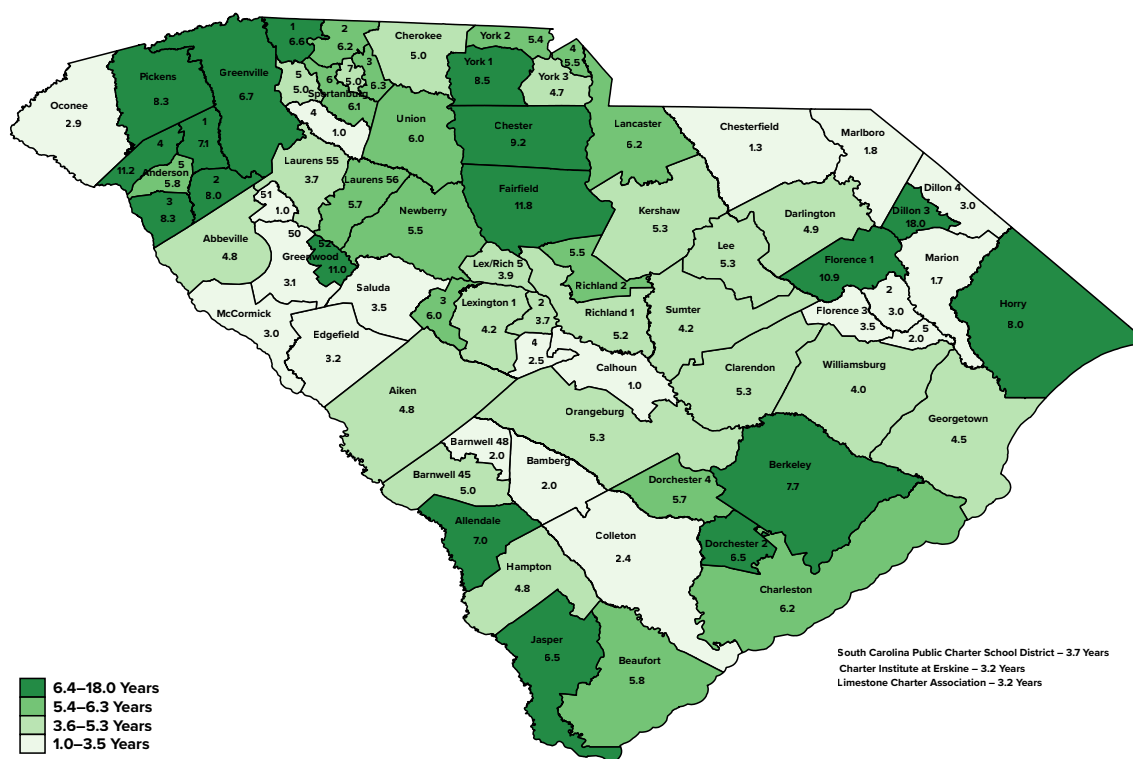 1
6.6
2
6.2
Cherokee
5.0
York 2
5.4
4
5.5
York 1
8.5
York 3
4.7
Pickens
8.3
Greenville
6.7
5
5.0
6
7
5.0
3
6.3
Spartanburg
6.1
4
1.0
Oconee
2.9
Union
6.0
Chester
9.2
Lancaster
6.2
Chesterfield
1.3
Marlboro
1.8
1
7.1
4
11.2
Anderson
5
5.8
2
8.0
3
8.3
Laurens 55
3.7
Laurens 56
5.7
Fairfield
11.8
Dillon 4
3.0
Dillon 3
18.0
51
1.0
Newberry
5.5
Kershaw
5.3
Darlington
4.9
Abbeville
4.8
50
Greenwood
3.1
52
11.0
Lee
5.3
5.5
Richland 2
Lex/Rich 5
3.9
Florence 1
10.9
Marion
1.7
Saluda
3.5
3
6.0
Lexington 1
4.2
2
3.7
Richland 1
5.2
Sumter
4.2
Florence 3
3.5
2
3.0
5
2.0
Horry
8.0
McCormick
3.0
Edgefield
3.2
4
2.5
Calhoun
1.0
Clarendon
5.3
Williamsburg
4.0
Aiken
4.8
Orangeburg
5.3
Georgetown
4.5
Barnwell 48
2.0
Bamberg
2.0
Barnwell 45
5.0
Dorchester 4
5.7
Berkeley
7.7
Allendale
7.0
Colleton
2.4
Dorchester 2
6.5
Hampton
4.8
Charleston
6.2
Jasper
6.5
Beaufort
5.8
South Carolina Public Charter School District – 3.7 Years
Charter Institute at Erskine – 3.2 Years
Limestone Charter Association – 3.2 Years
6.4–18.0 Years
5.4–6.3 Years
3.6–5.3 Years
1.0–3.5 Years